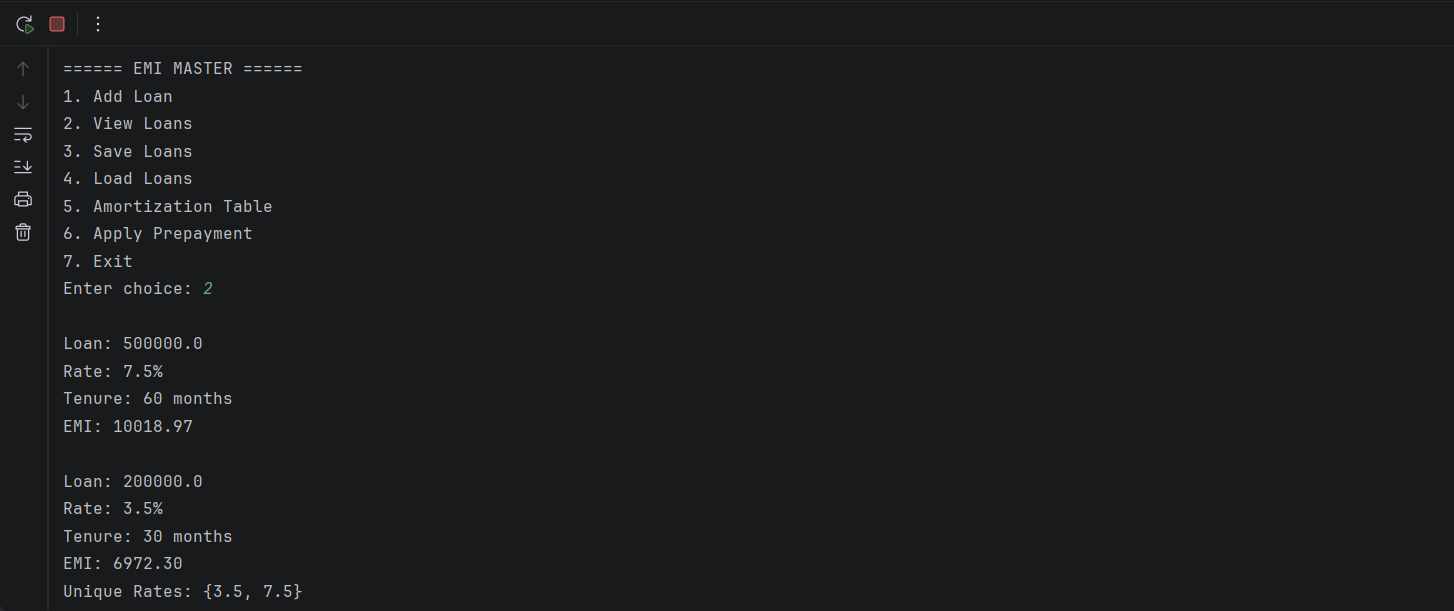 ====== EMI MASTER ======
1. Add Loan
2. View Loans
3. Save Loans
4. Load Loans
5. Amortization Table
6. Apply Prepayment
7. Exit
Enter choice: 2
Loan: 500000.0
Rate: 7.5%
Tenure: 60 months
EMI: 10018.97
Loan: 200000.0
Rate: 3.5%
Tenure: 30 months
EMI: 6972.30
Unique Rates: {3.5, 7.5}